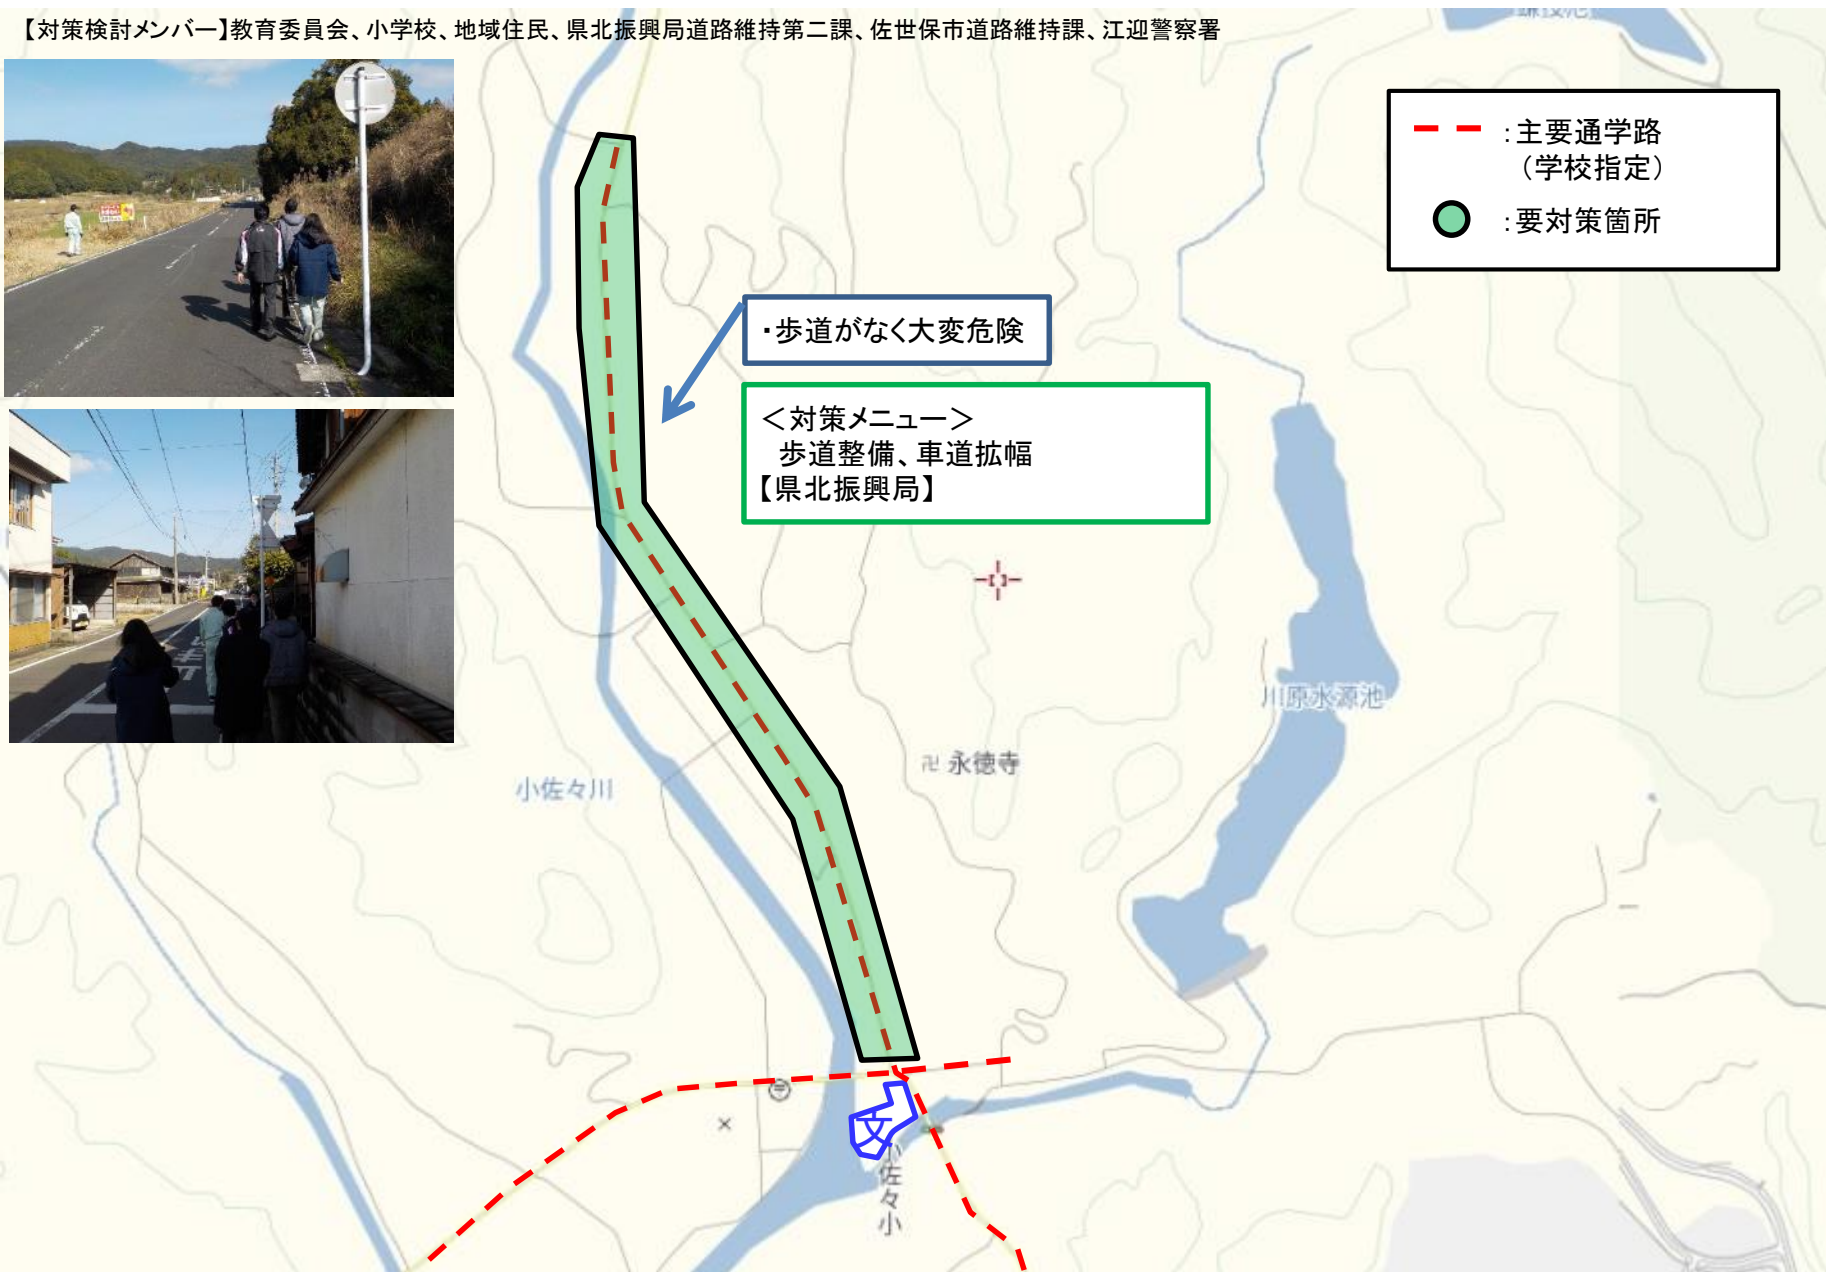 【対策検討メンバー】教育委員会、小学校、地域住民、県北振興局道路維持第二課、佐世保市道路維持課、江迎警察署
:主要通学路
（学校指定）
:要対策箇所
・歩道がなく大変危険
＜対策メニュー＞
歩道整備、車道拡幅
【県北振興局】
川原水源池
卍 永徳寺
小佐々川
文
小佐々小